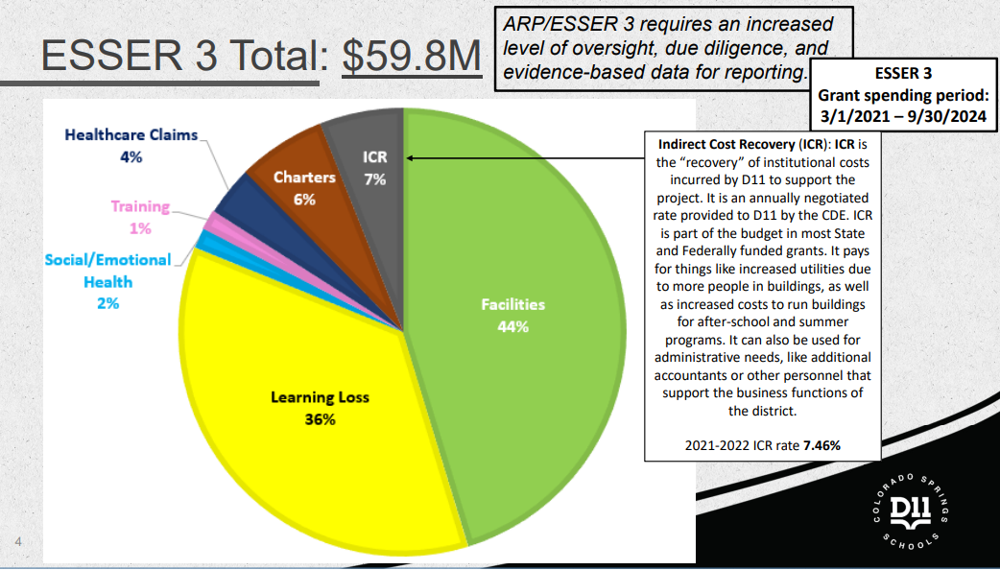 ESSER 3 Total: $59.8M
ARP/ESSER 3 requires an increased
level of oversight, due diligence, and
evidence-based data for reporting.
ESSER 3
Grant spending period:
3/1/2021 – 9/30/2024
Healthcare Claims
4%
Training
1%
Social/Emotional
Health
2%
Charters
6%
ICR
7%
Facilities
44%
Learning Loss
36%
Indirect Cost Recovery (ICR): ICR is
the “recovery” of institutional costs
incurred by D11 to support the
project. It is an annually negotiated
rate provided to D11 by the CDE. ICR
is part of the budget in most State
and Federally funded grants. It pays
for things like increased utilities due
to more people in buildings, as well
as increased costs to run buildings
for after-school and summer
programs. It can also be used for
administrative needs, like additional
accountants or other personnel that
support the business functions of
the district.
2021-2022 ICR rate 7.46%
COLORADO SPRINGS
D11
SCHOOLS
4